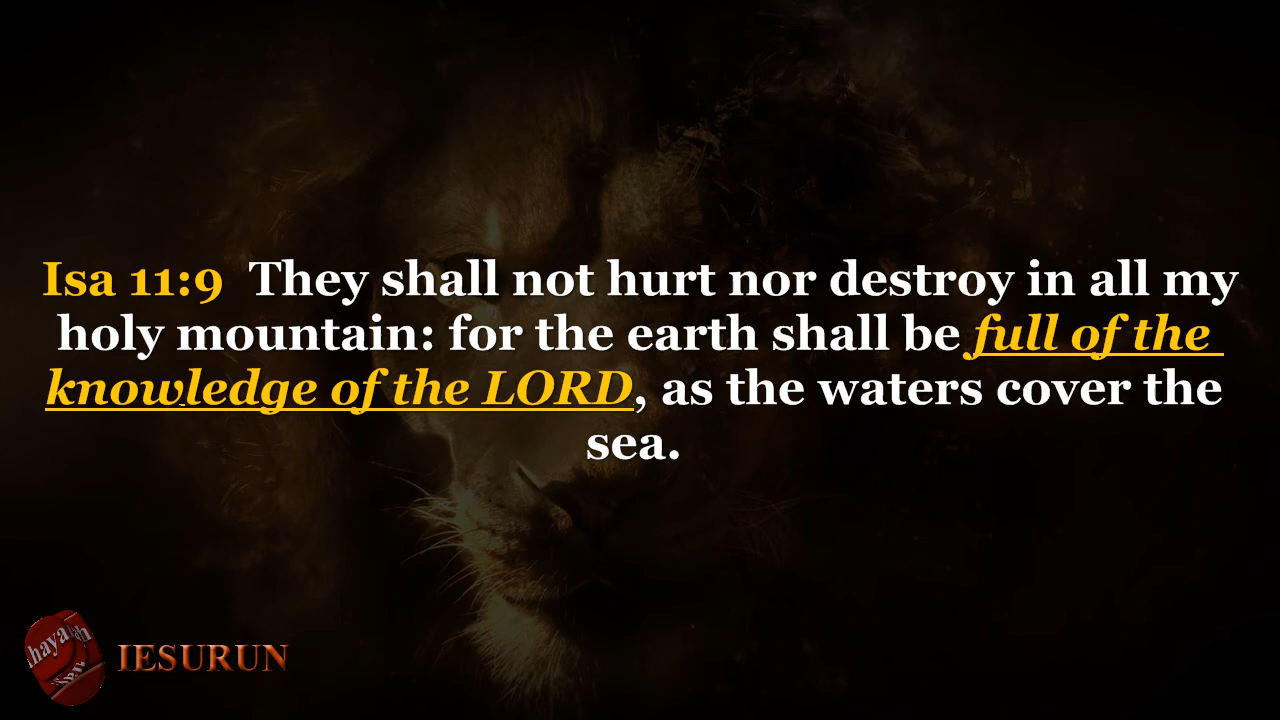 Isa 11:9  They shall not hurt nor destroy in all my
holy mountain: for the earth shall be full of the
knowledge of the LORD, as the waters cover the
sea.
IESURUN